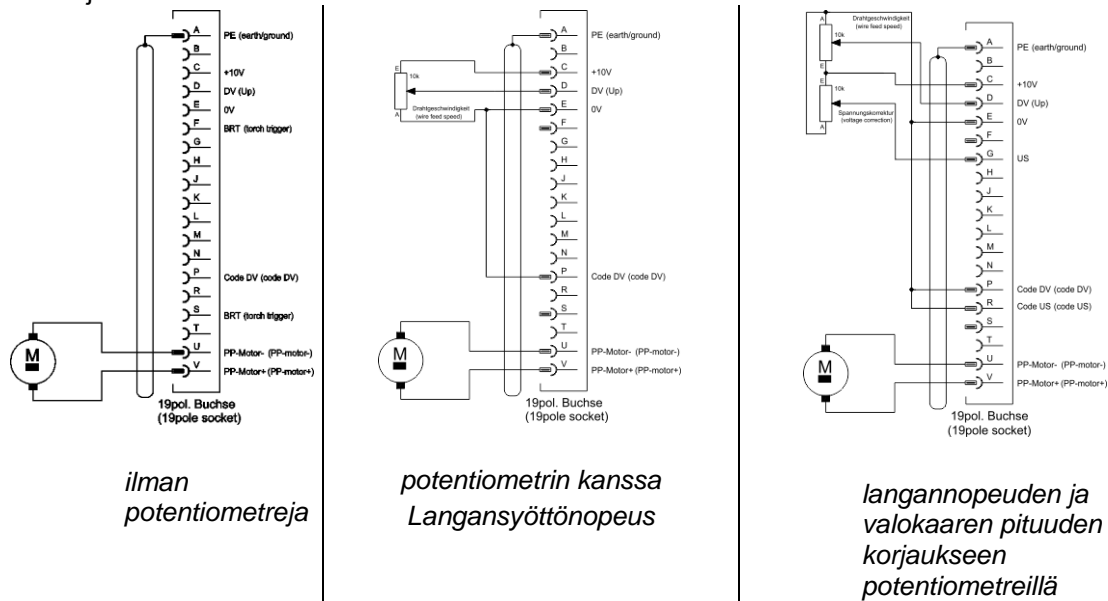 A PE (earth/ground)
B
C +10V
D DV (Up)
E 0V
F BRT (torch trigger)
G
H
J
K
L
M
N
P Code DV (code DV)
R
S BRT (torch trigger)
T
U PP-Motor- (PP-motor-)
V PP-Motor+ (PP-motor+)
M
19pol. Buchse
(19pole socket)
ilman
potentiometreja
A PE (earth/ground)
B
E
10k
C +10V
D DV (Up)
Drahtgeschwindigkeit
(wire feed speed)
A
E 0V
F
G
H
J
K
L
M
N
P Code DV (code DV)
R
S
T
U PP-Motor- (PP-motor-)
V PP-Motor+ (PP-motor+)
M
19pol. Buchse
(19pole socket)
potentiometrin kanssa
Langansyöttönopeus
A
Drahtgeschwindigkeit
(wire feed speed)
10k
E
E
10k
Spannungskorrektur
(voltage correction)
A
A PE (earth/ground)
B
C +10V
D DV (Up)
E 0V
F
G US
H
J
K
L
M
N
P Code DV (code DV)
R Code US (code US)
S
T
U PP-Motor- (PP-motor-)
V PP-Motor+ (PP-motor+)
M
19pol. Buchse
(19pole socket)
langannopeuden ja
valokaaren pituuden
korjaukseen
potentiometreillä